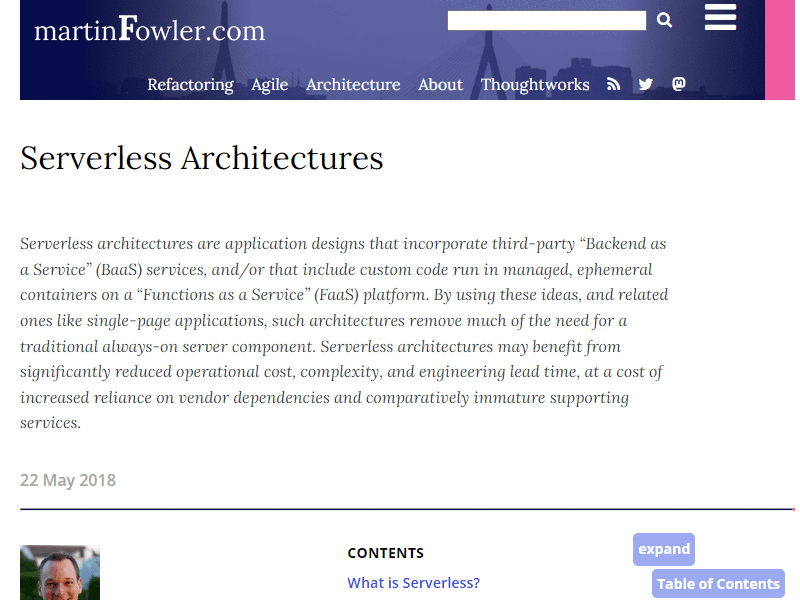 martinFowler.com
Refactoring Agile Architecture About Thoughtworks
Serverless Architectures
Serverless architectures are application designs that incorporate third-party “Backend as
a Service” (BaaS) services, and/or that include custom code run in managed, ephemeral
containers on a “Functions as a Service” (FaaS) platform. By using these ideas, and related
ones like single-page applications, such architectures remove much of the need for a
traditional always-on server component. Serverless architectures may benefit from
significantly reduced operational cost, complexity, and engineering lead time, at a cost of
increased reliance on vendor dependencies and comparatively immature supporting
services.
22 May 2018
CONTENTS
expand
What is Serverless?
Table of Contents